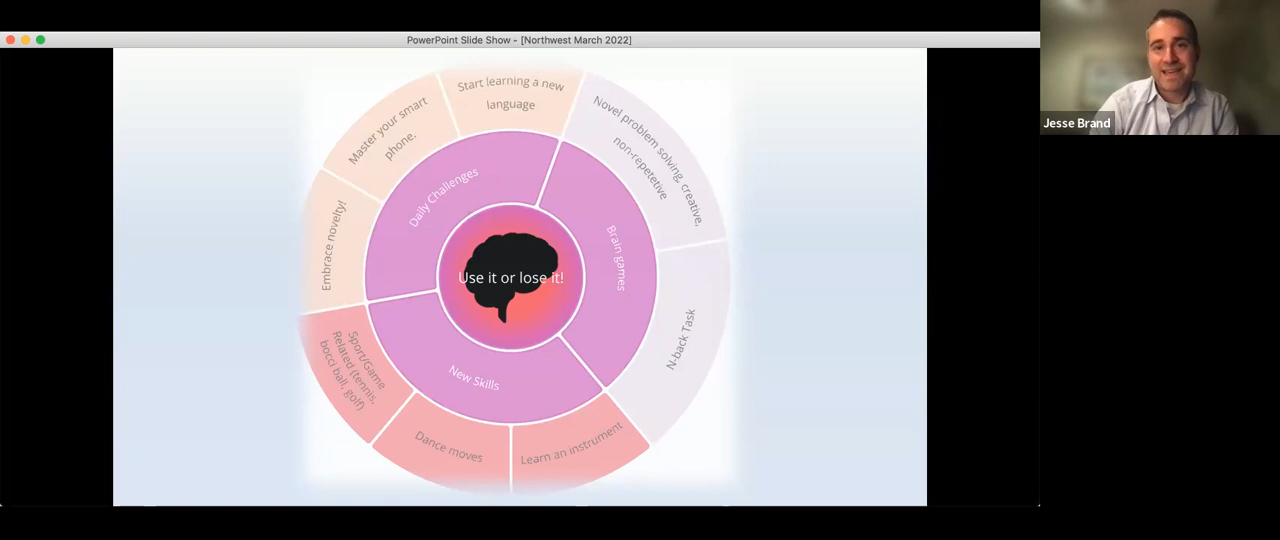 PowerPoint Slide Show - [Northwest March 2022]
Jesse Brand
Start learning a new
language
Master your smart
phone.
Embrace novelty!
Daily Challenges
Novel problem solving, creative,
non-repetetive
Brain games
N-back Task
Use it or lose it!
New Skills
Sport/Game
Related (tennis,
bocci ball, golf)
Dance moves
Learn an instrument